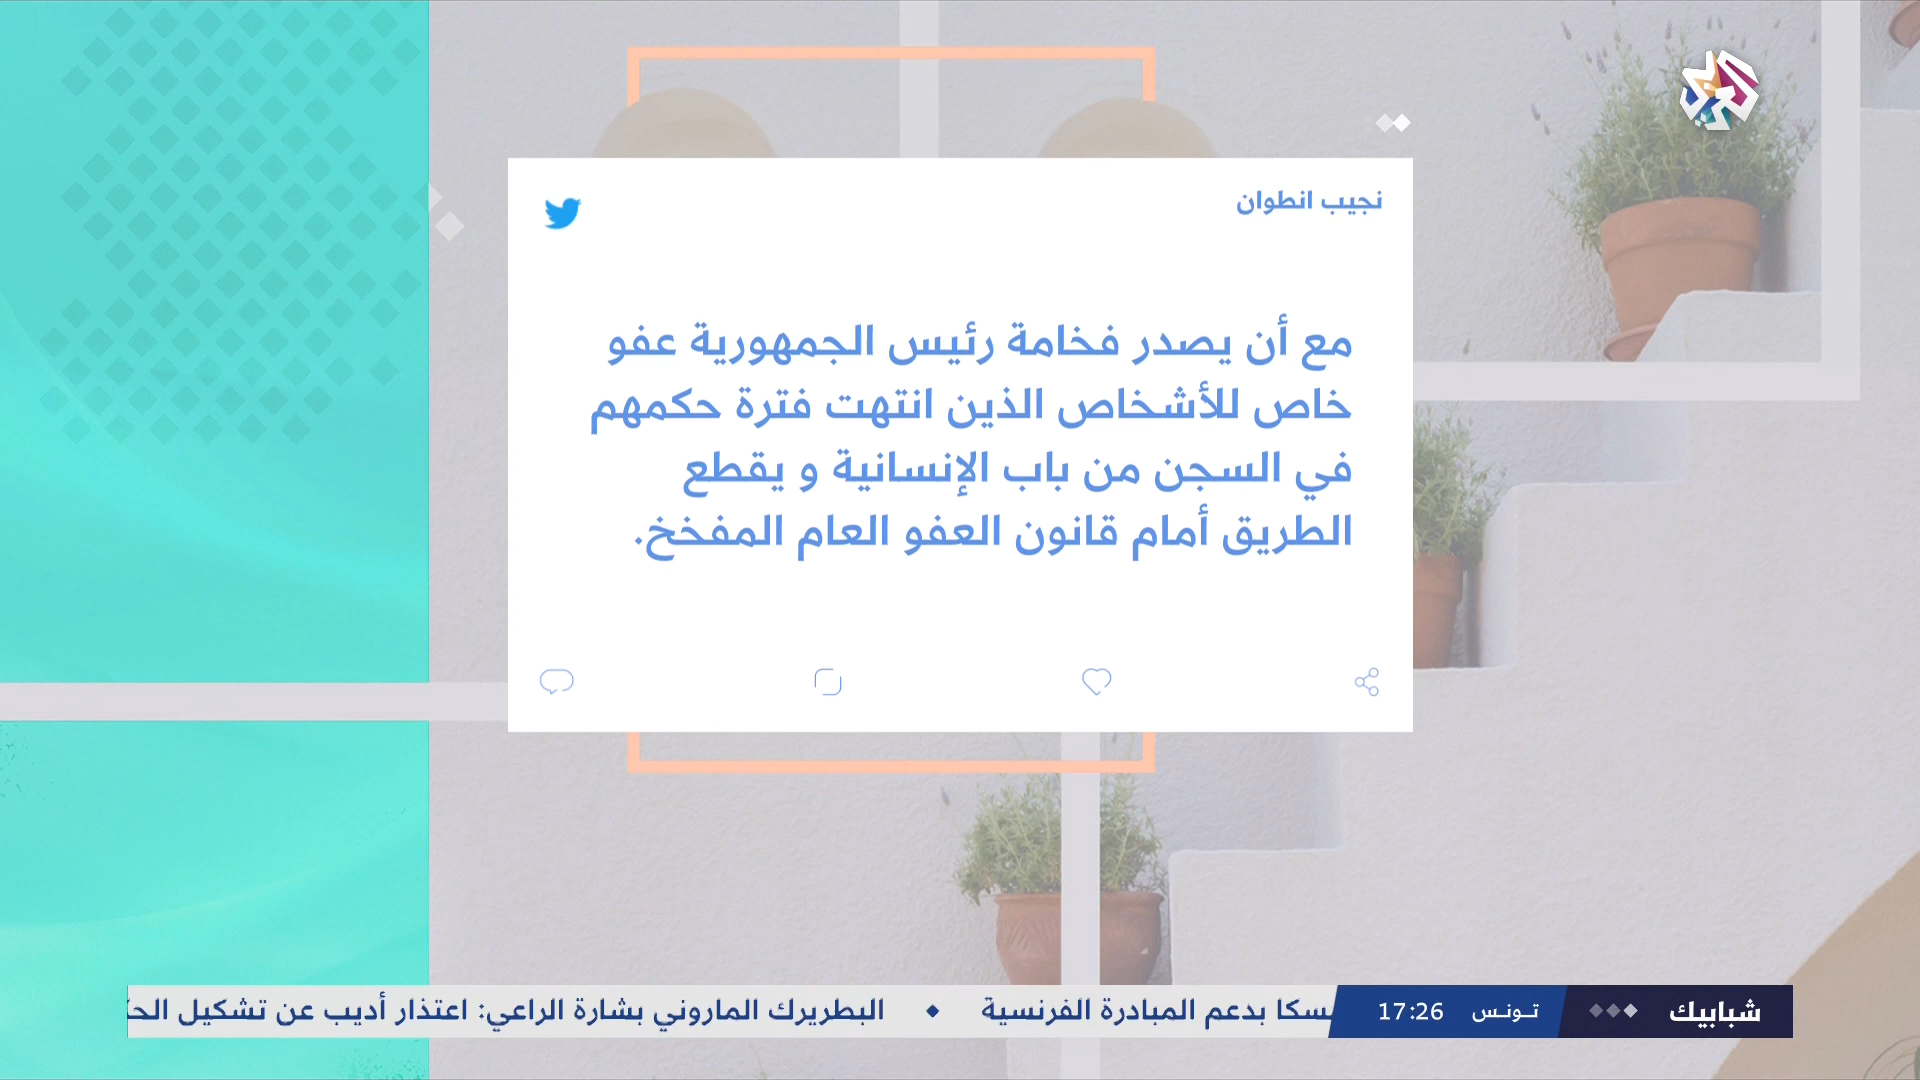 نجيب انطوان
مع أن يصدر فخامة رئيس الجمهورية عفو
خاص للأشخاص الذين انتهت فترة حكمهم
في السجن من باب الإنسانية و يقطع
الطريق أمام قانون العفو العام المفخخ.
شبابيك
تونس 17:26
بدعم المبادرة الفرنسية ◆ البطريرك الماروني بشارة الراعي: اعتذار أديب عن تشكيل